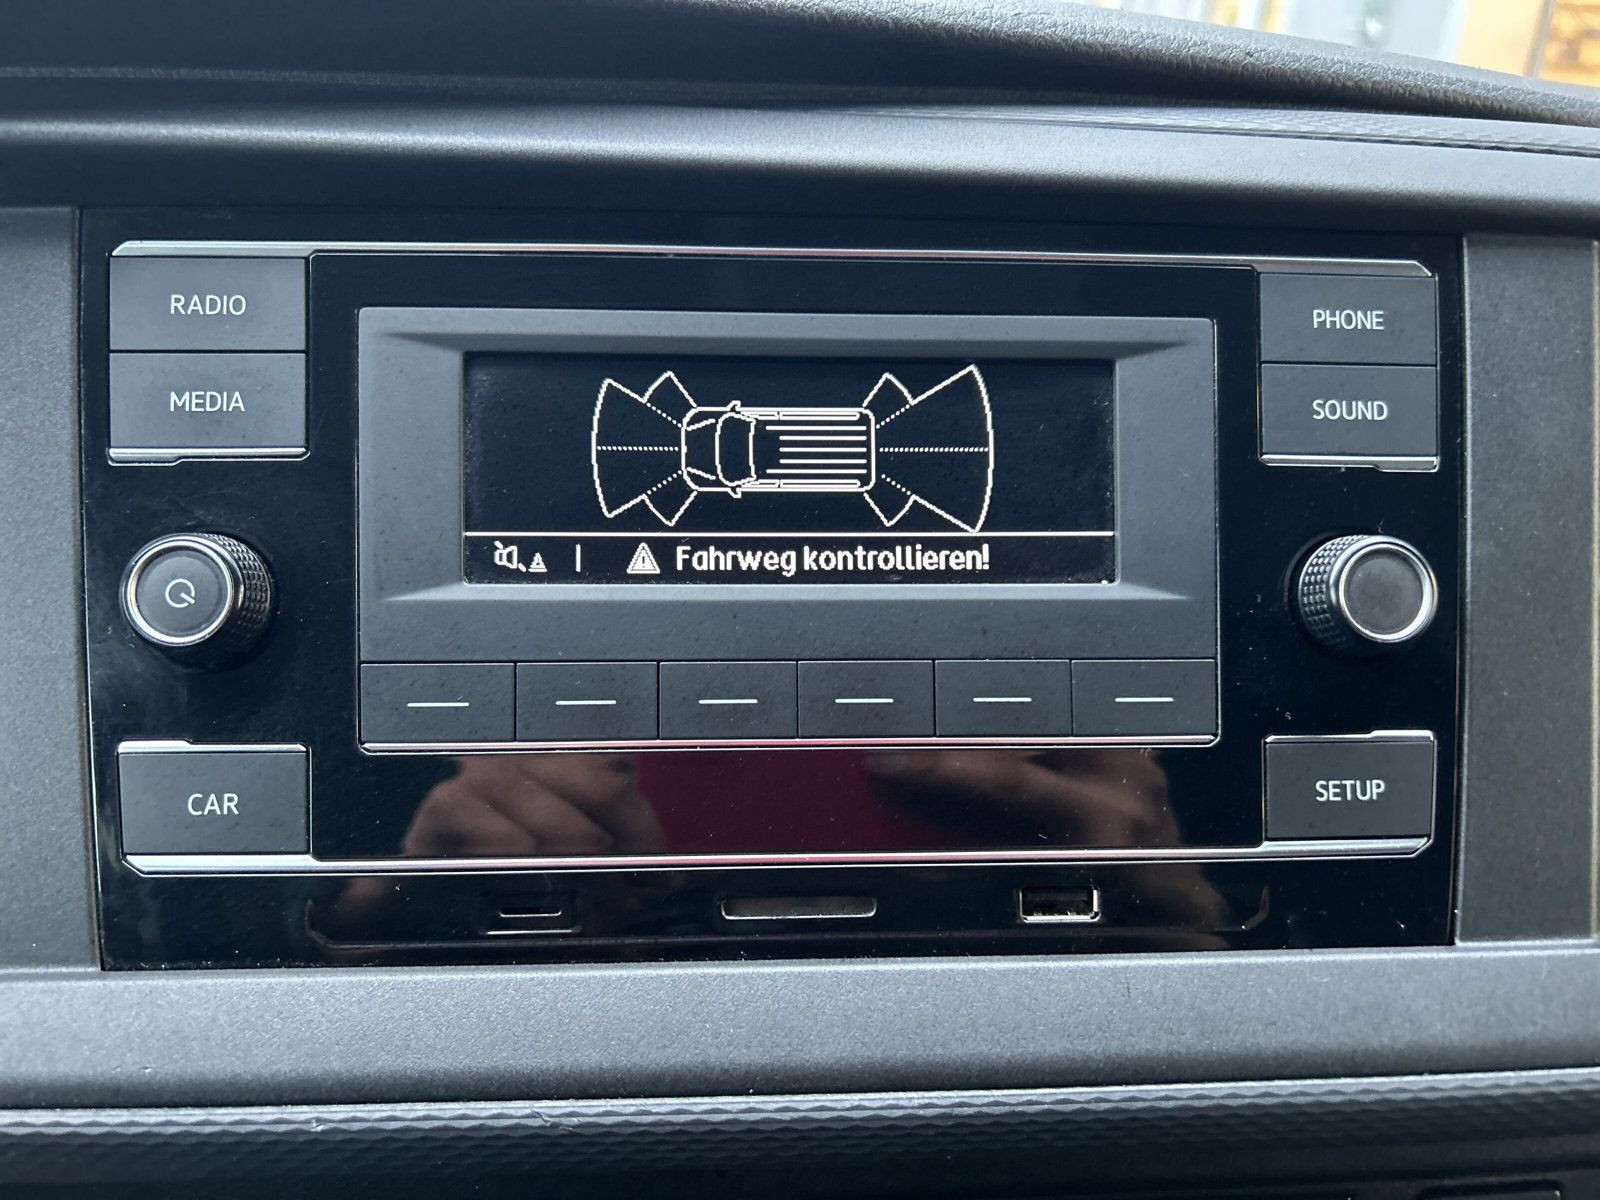 RADIO
PHONE
MEDIA
SOUND
Fahrweg kontrollieren!
CAR
SETUP